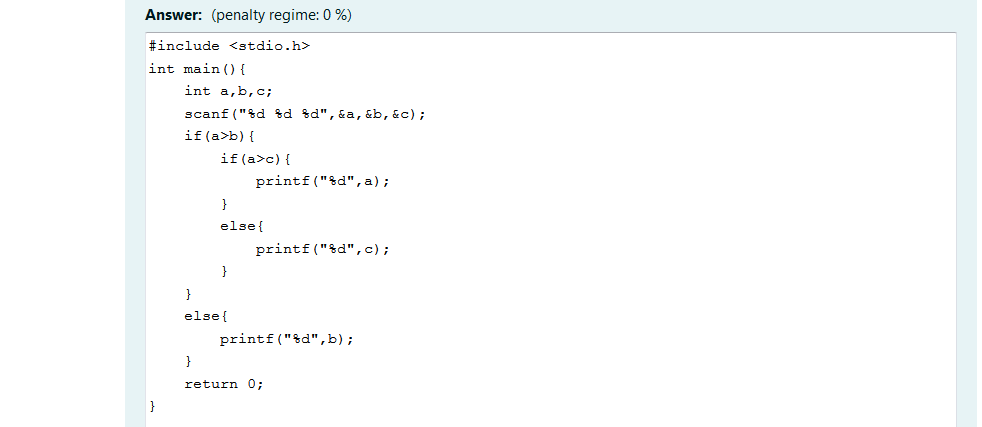 Answer: (penalty regime: 0 %)
#include <stdio.h>
int main(){
    int a,b,c;
    scanf("%d %d %d",&a,&b,&c);
    if(a>b){
        if(a>c){
            printf("%d",a);
        }
        else{
            printf("%d",c);
        }
    }
    else{
        printf("%d",b);
    }
    return 0;
}